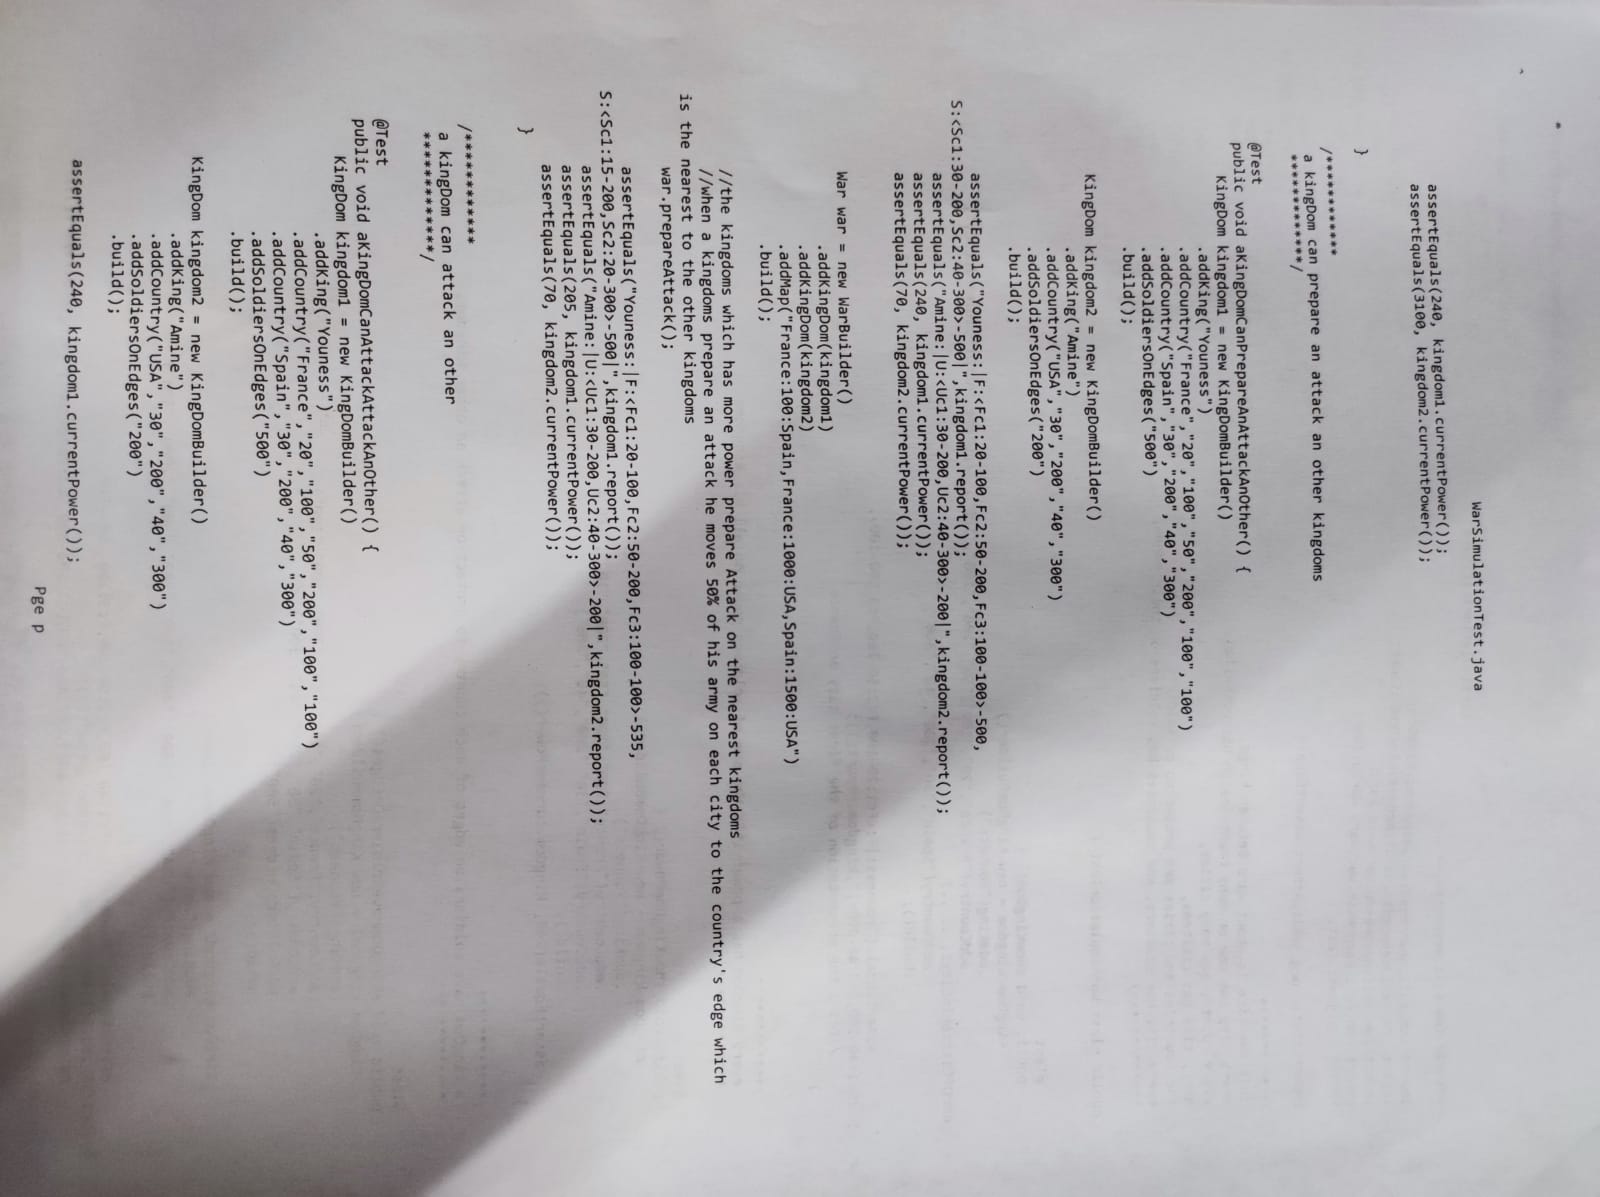 WarSimulationTest.java
assertEquals(240, kingdom1.currentPower());
assertEquals(3100, kingdom2.currentPower());
}
/************
a kingDom can prepare an attack an other kingdoms
*************/
@Test
public void aKingDomCanPrepareAnAttackAnOther() {
KingDom kingdom1 = new KingDomBuilder()
.addKing("Youness")
.addCountry("France","20","100","50","200","100","100")
.addCountry("Spain","30","200","40","300")
.addSoldiersOnEdges("500")
.build();
KingDom kingdom2 = new KingDomBuilder()
.addKing("Amine")
.addCountry("USA","30","200","40","300")
.addSoldiersOnEdges("200")
.build();
assertEquals("Youness:|F:<Fc1:20-100,Fc2:50-200,Fc3:100-100>-500,
S:<Sc1:30-200,Sc2:40-300>-500|",kingdom1.report());
assertEquals("Amine:|U:<Uc1:30-200,Uc2:40-300>-200|",kingdom2.report());
assertEquals(240, kingdom1.currentPower());
assertEquals(70, kingdom2.currentPower());
War war = new WarBuilder()
.addKingDom(kingdom1)
.addKingDom(kingdom2)
.addMap("France:100:Spain,France:1000:USA,Spain:1500:USA")
.build();
//the kingdoms which has more power prepare Attack on the nearest kingdoms
//when a kingdoms prepare an attack he moves 50% of his army on each city to the country's edge which
is the nearest to the other kingdoms
war.prepareAttack();
assertEquals("Youness:|F:<Fc1:20-100,Fc2:50-200,Fc3:100-100>-535,
S:<Sc1:15-200,Sc2:20-300>-500|",kingdom1.report());
assertEquals("Amine:|U:<Uc1:30-200,Uc2:40-300>-200|",kingdom2.report());
assertEquals(205, kingdom1.currentPower());
assertEquals(70, kingdom2.currentPower());
}
/************
a kingDom can attack an other
*************/
@Test
public void aKingDomCanAttackAttackAnOther() {
KingDom kingdom1 = new KingDomBuilder()
.addKing("Youness")
.addCountry("France","20","100","50","200","100","100")
.addCountry("Spain","30","200","40","300")
.addSoldiersOnEdges("500")
.build();
KingDom kingdom2 = new KingDomBuilder()
.addKing("Amine")
.addCountry("USA","30","200","40","300")
.addSoldiersOnEdges("200")
.build();
assertEquals(240, kingdom1.currentPower());
Pge p